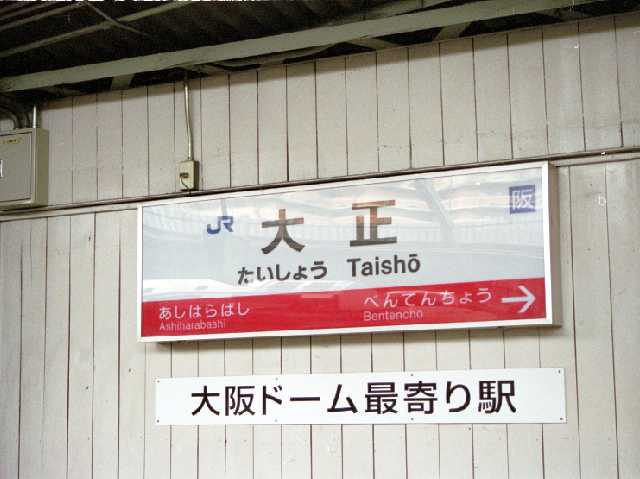 JR 大正 阪
たいしょう Taishō
あしはらばし べんてんちょう →
Ashiharabashi Bentenchō
大阪ドーム最寄り駅